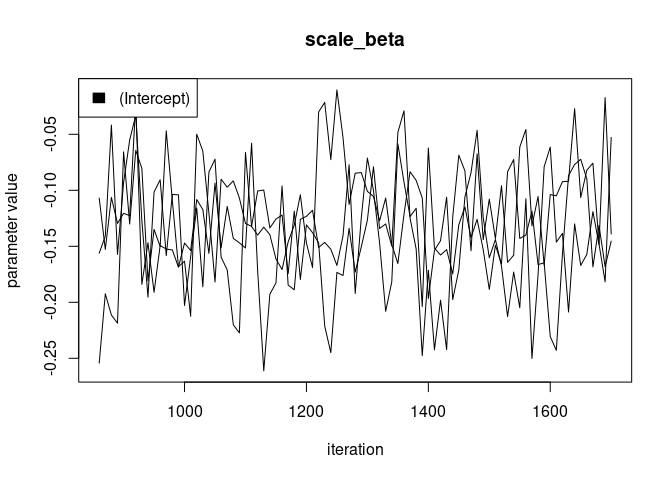 scale_beta
(Intercept)
parameter value
-0.05
-0.10
-0.15
-0.20
-0.25
1000 1200 1400 1600
iteration